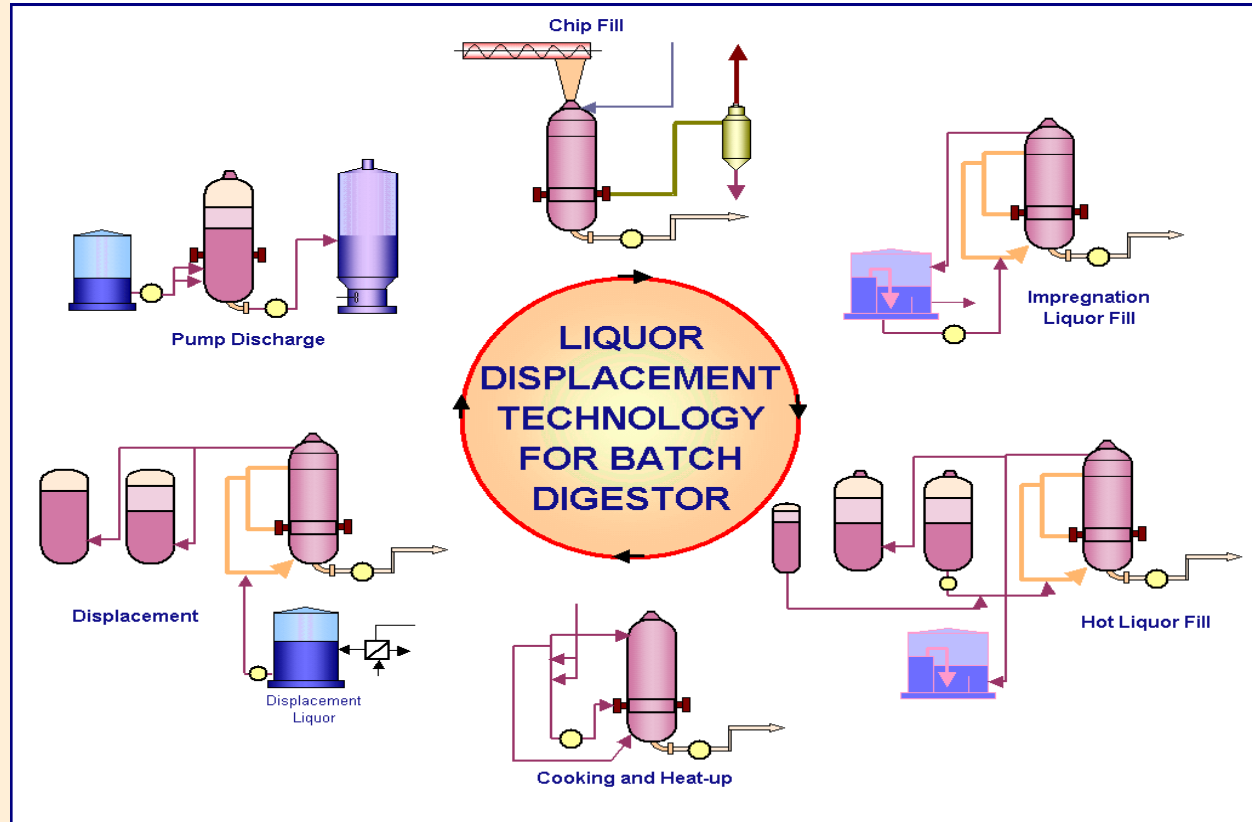 Chip Fill
Impregnation
Liquor Fill
Pump Discharge
LIQUOR
DISPLACEMENT
TECHNOLOGY
FOR BATCH
DIGESTOR
Displacement
Hot Liquor Fill
Displacement
Liquor
Cooking and Heat-up